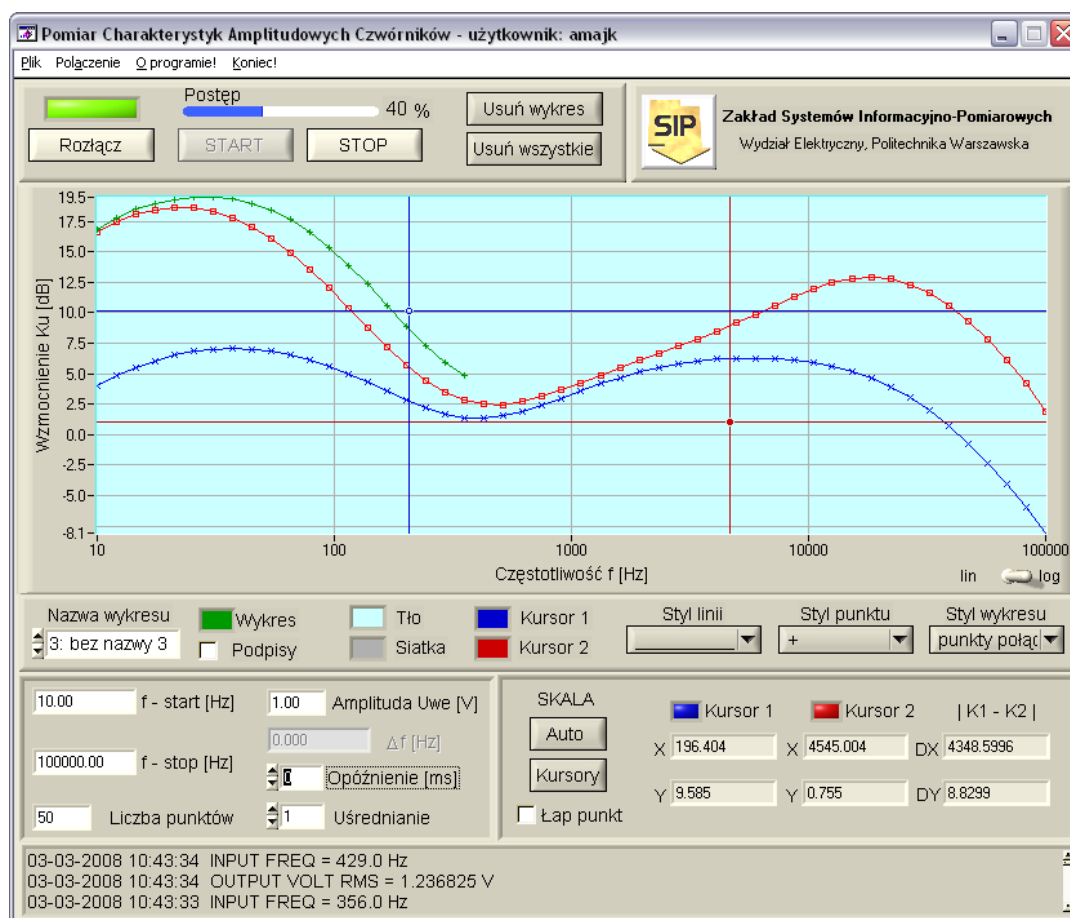 Pomiar Charakterystyk Amplitudowych Czwórników - użytkownik: amajk
Plik Połączenie O programie! Koniec!
Postęp
40 %
Rozłącz START STOP
Usuń wykres
Usuń wszystkie
SIP
Zakład Systemów Informacyjno-Pomiarowych
Wydział Elektryczny, Politechnika Warszawska
Wzmocnienie Ku [dB]
19.5
17.5
15.0
12.5
10.0
7.5
5.0
2.5
0.0
-2.5
-5.0
-8.1
10 100 1000 10000 100000
Częstotliwość f [Hz]
lin log
Nazwa wykresu
3: bez nazwy 3
Wykres
Podpisy
Tło
Siatka
Kursor 1
Kursor 2
Styl linii
Styl punktu
+
Styl wykresu
punkty połąc
10.00 f - start [Hz]
100000.00 f - stop [Hz]
50 Liczba punktów
1.00 Amplituda Uwe [V]
0.000 Δf [Hz]
0 Opóźnienie [ms]
1 Uśrednianie
SKALA
Auto
Kursory
Łap punkt
Kursor 1 Kursor 2 | K1 - K2 |
X 196.404 X 4545.004 DX 4348.5996
Y 9.585 Y 0.755 DY 8.8299
03-03-2008 10:43:34 INPUT FREQ = 429.0 Hz
03-03-2008 10:43:34 OUTPUT VOLT RMS = 1.236825 V
03-03-2008 10:43:33 INPUT FREQ = 356.0 Hz